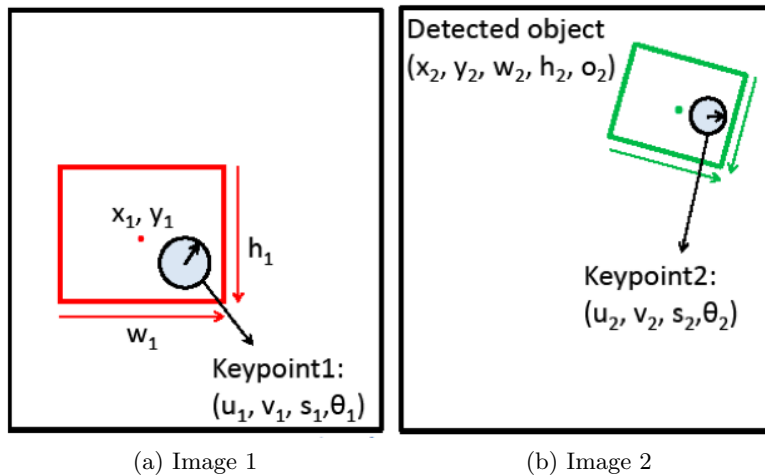 x₁, y₁
h₁
w₁
Keypoint1:
(u₁, v₁, s₁,θ₁)
(a) Image 1
Detected object
(x₂, y₂, w₂, h₂, o₂)
Keypoint2:
(u₂, v₂, s₂,θ₂)
(b) Image 2